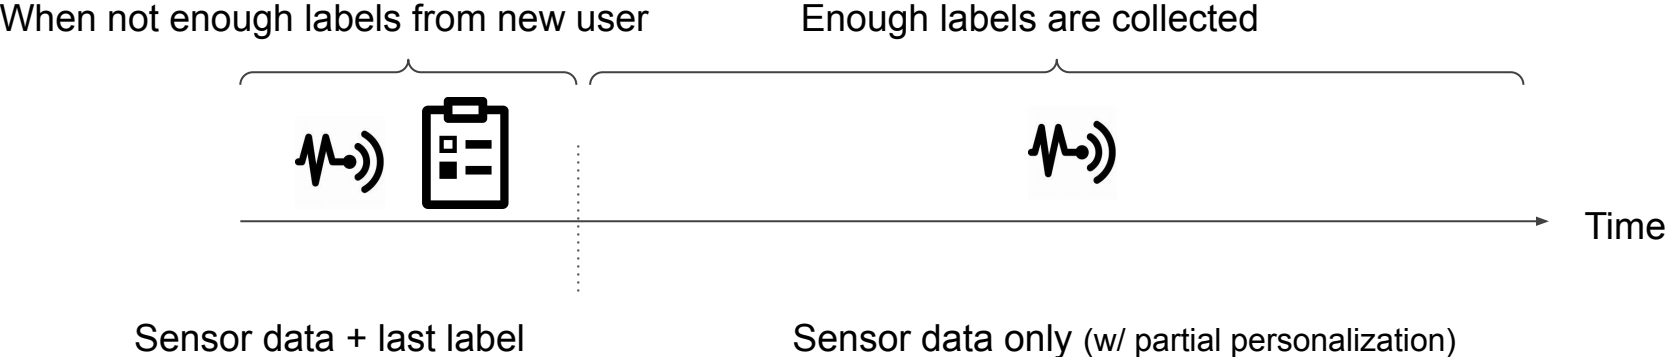 When not enough labels from new user
Enough labels are collected
Time
Sensor data + last label
Sensor data only (w/ partial personalization)